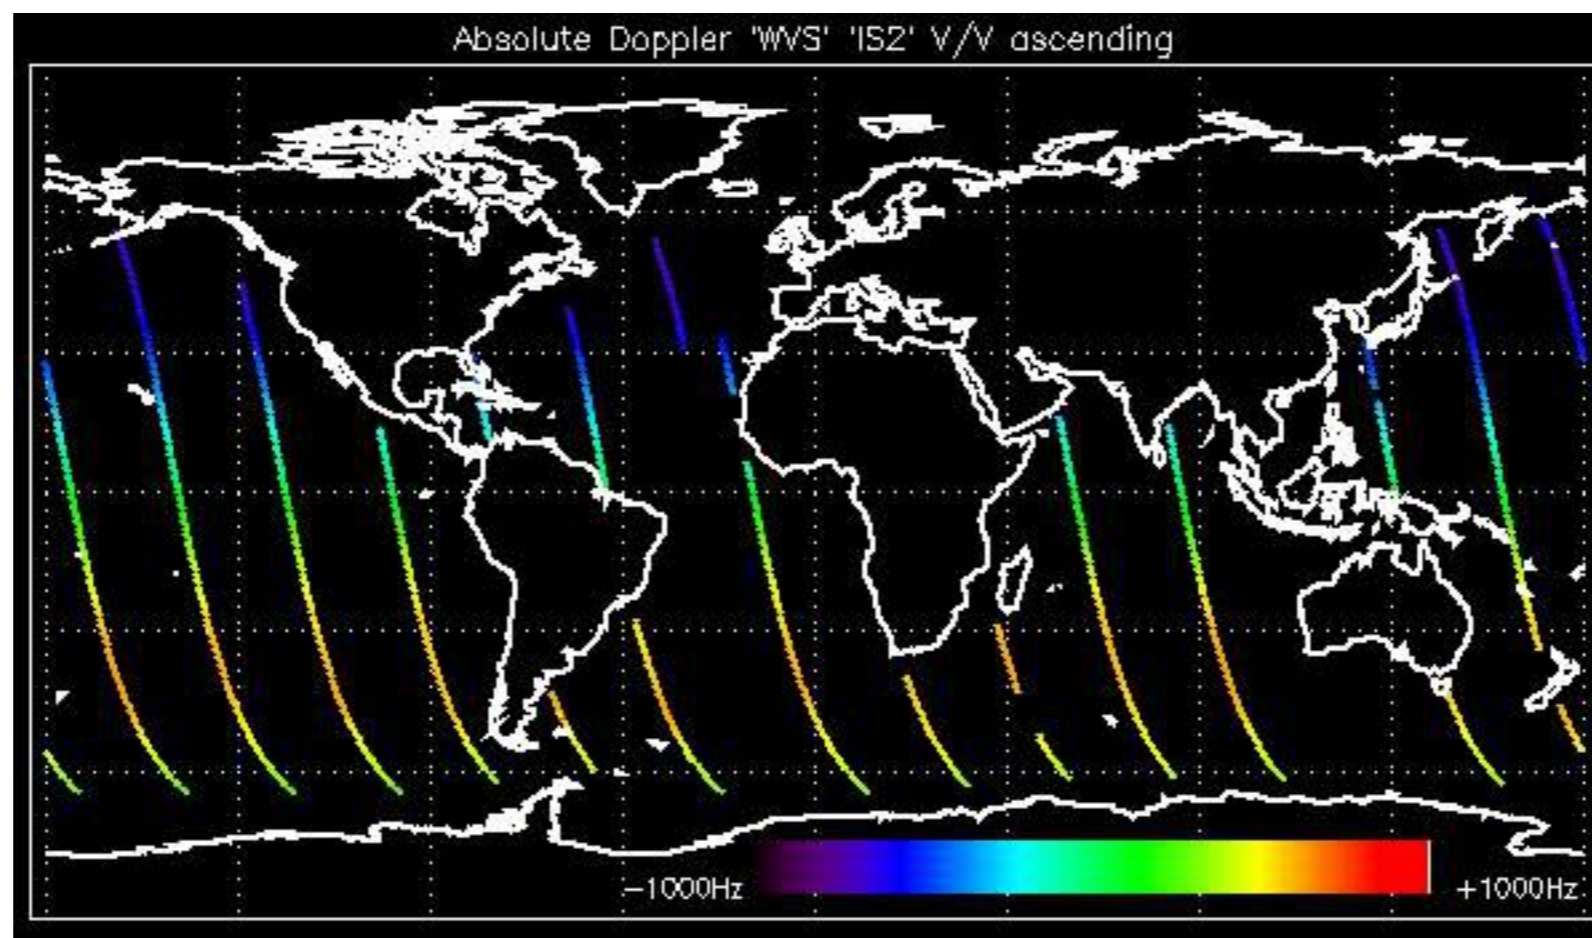 Absolute Doppler 'WVS' 'IS2' V/V ascending
-1000Hz +1000Hz